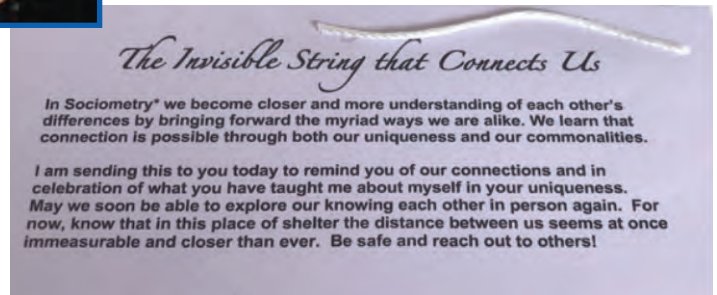 The Invisible String that Connects Us
In Sociometry* we become closer and more understanding of each other's
differences by bringing forward the myriad ways we are alike. We learn that
connection is possible through both our uniqueness and our commonalities.
I am sending this to you today to remind you of our connections and in
celebration of what you have taught me about myself in your uniqueness.
May we soon be able to explore our knowing each other in person again. For
now, know that in this place of shelter the distance between us seems at once
immeasurable and closer than ever. Be safe and reach out to others!